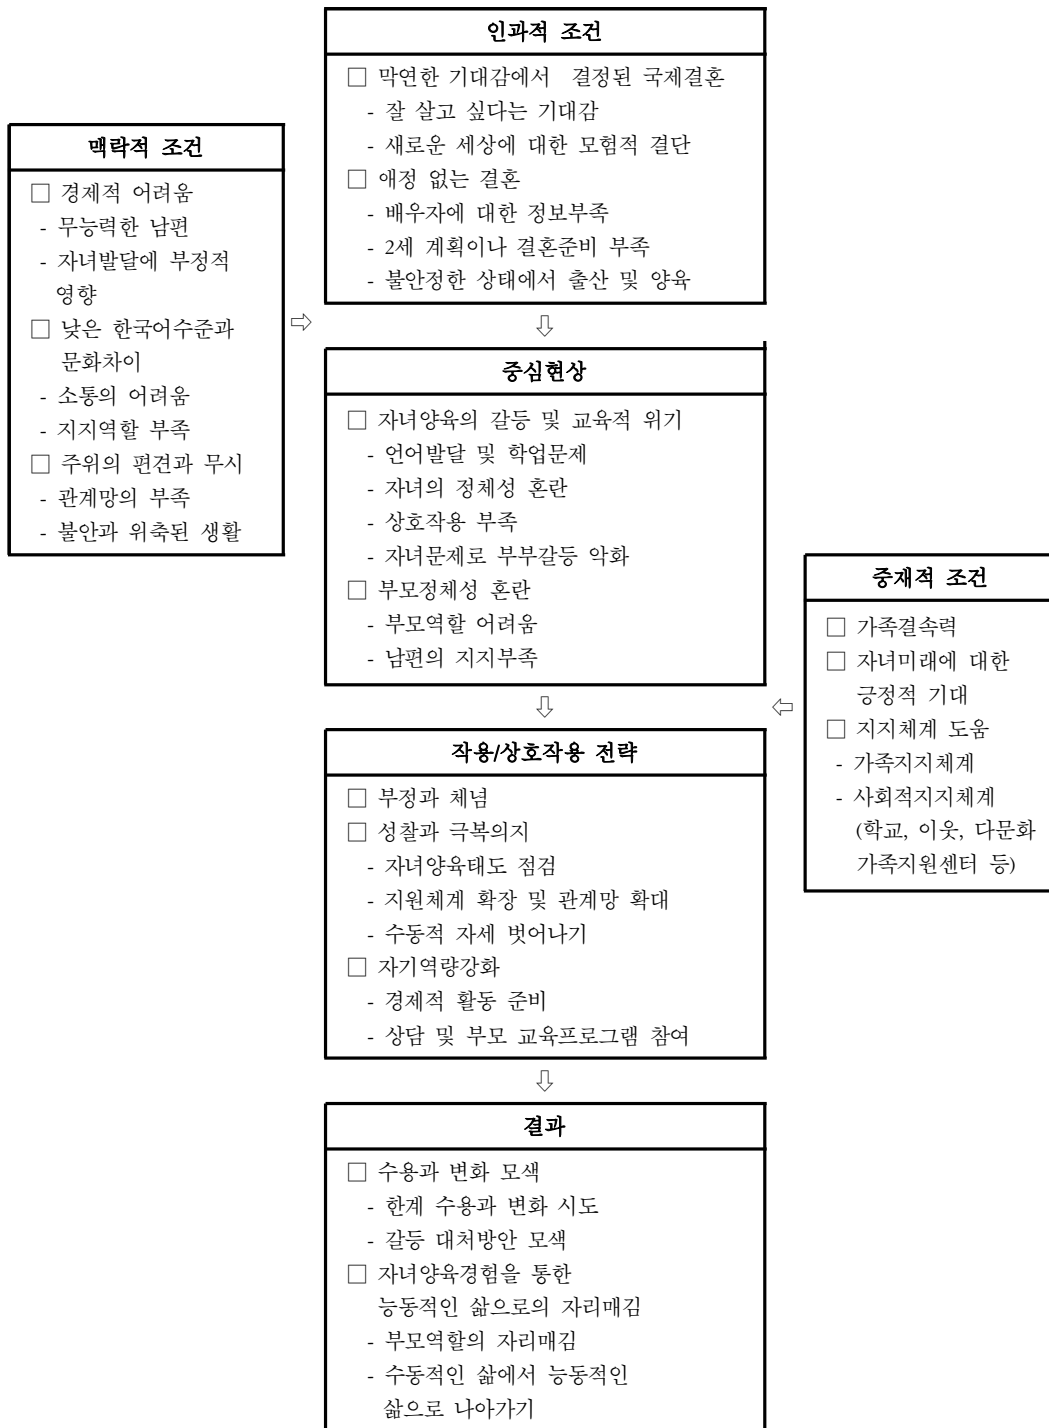 인과적 조건
□ 막연한 기대감에서 결정된 국제결혼
- 잘 살고 싶다는 기대감
- 새로운 세상에 대한 모험적 결단
□ 애정 없는 결혼
- 배우자에 대한 정보부족
- 2세 계획이나 결혼준비 부족
- 불안정한 상태에서 출산 및 양육
맥락적 조건
□ 경제적 어려움
- 무능력한 남편
- 자녀발달에 부정적
영향
□ 낮은 한국어수준과
문화차이
- 소통의 어려움
- 지지역할 부족
□ 주위의 편견과 무시
- 관계망의 부족
- 불안과 위축된 생활
⇨
⇩
중심현상
□ 자녀양육의 갈등 및 교육적 위기
- 언어발달 및 학업문제
- 자녀의 정체성 혼란
- 상호작용 부족
- 자녀문제로 부부갈등 악화
□ 부모정체성 혼란
- 부모역할 어려움
- 남편의 지지부족
중재적 조건
□ 가족결속력
□ 자녀미래에 대한
긍정적 기대
□ 지지체계 도움
- 가족지지체계
- 사회적지지체계
(학교, 이웃, 다문화
가족지원센터 등)
⇩
⇦
작용/상호작용 전략
□ 부정과 체념
□ 성찰과 극복의지
- 자녀양육태도 점검
- 지원체계 확장 및 관계망 확대
- 수동적 자세 벗어나기
□ 자기역량강화
- 경제적 활동 준비
- 상담 및 부모 교육프로그램 참여
⇩
결과
□ 수용과 변화 모색
- 한계 수용과 변화 시도
- 갈등 대처방안 모색
□ 자녀양육경험을 통한
능동적인 삶으로의 자리매김
- 부모역할의 자리매김
- 수동적인 삶에서 능동적인
삶으로 나아가기